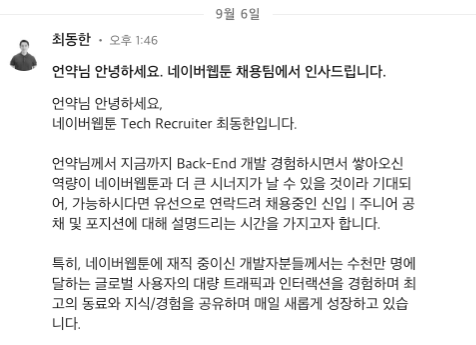 9월 6일
최동한 • 오후 1:46
언약님 안녕하세요. 네이버웹툰 채용팀에서 인사드립니다.
언약님 안녕하세요,
네이버웹툰 Tech Recruiter 최동한입니다.
언약님께서 지금까지 Back-End 개발 경험하시면서 쌓아오신
역량이 네이버웹툰과 더 큰 시너지가 날 수 있을 것이라 기대되
어, 가능하시다면 유선으로 연락드려 채용중인 신입 | 주니어 공
채 및 포지션에 대해 설명드리는 시간을 가지고자 합니다.
특히, 네이버웹툰에 재직 중이신 개발자분들께서는 수천만 명에
달하는 글로벌 사용자의 대량 트래픽과 인터랙션을 경험하며 최
고의 동료와 지식/경험을 공유하며 매일 새롭게 성장하고 있습
니다.